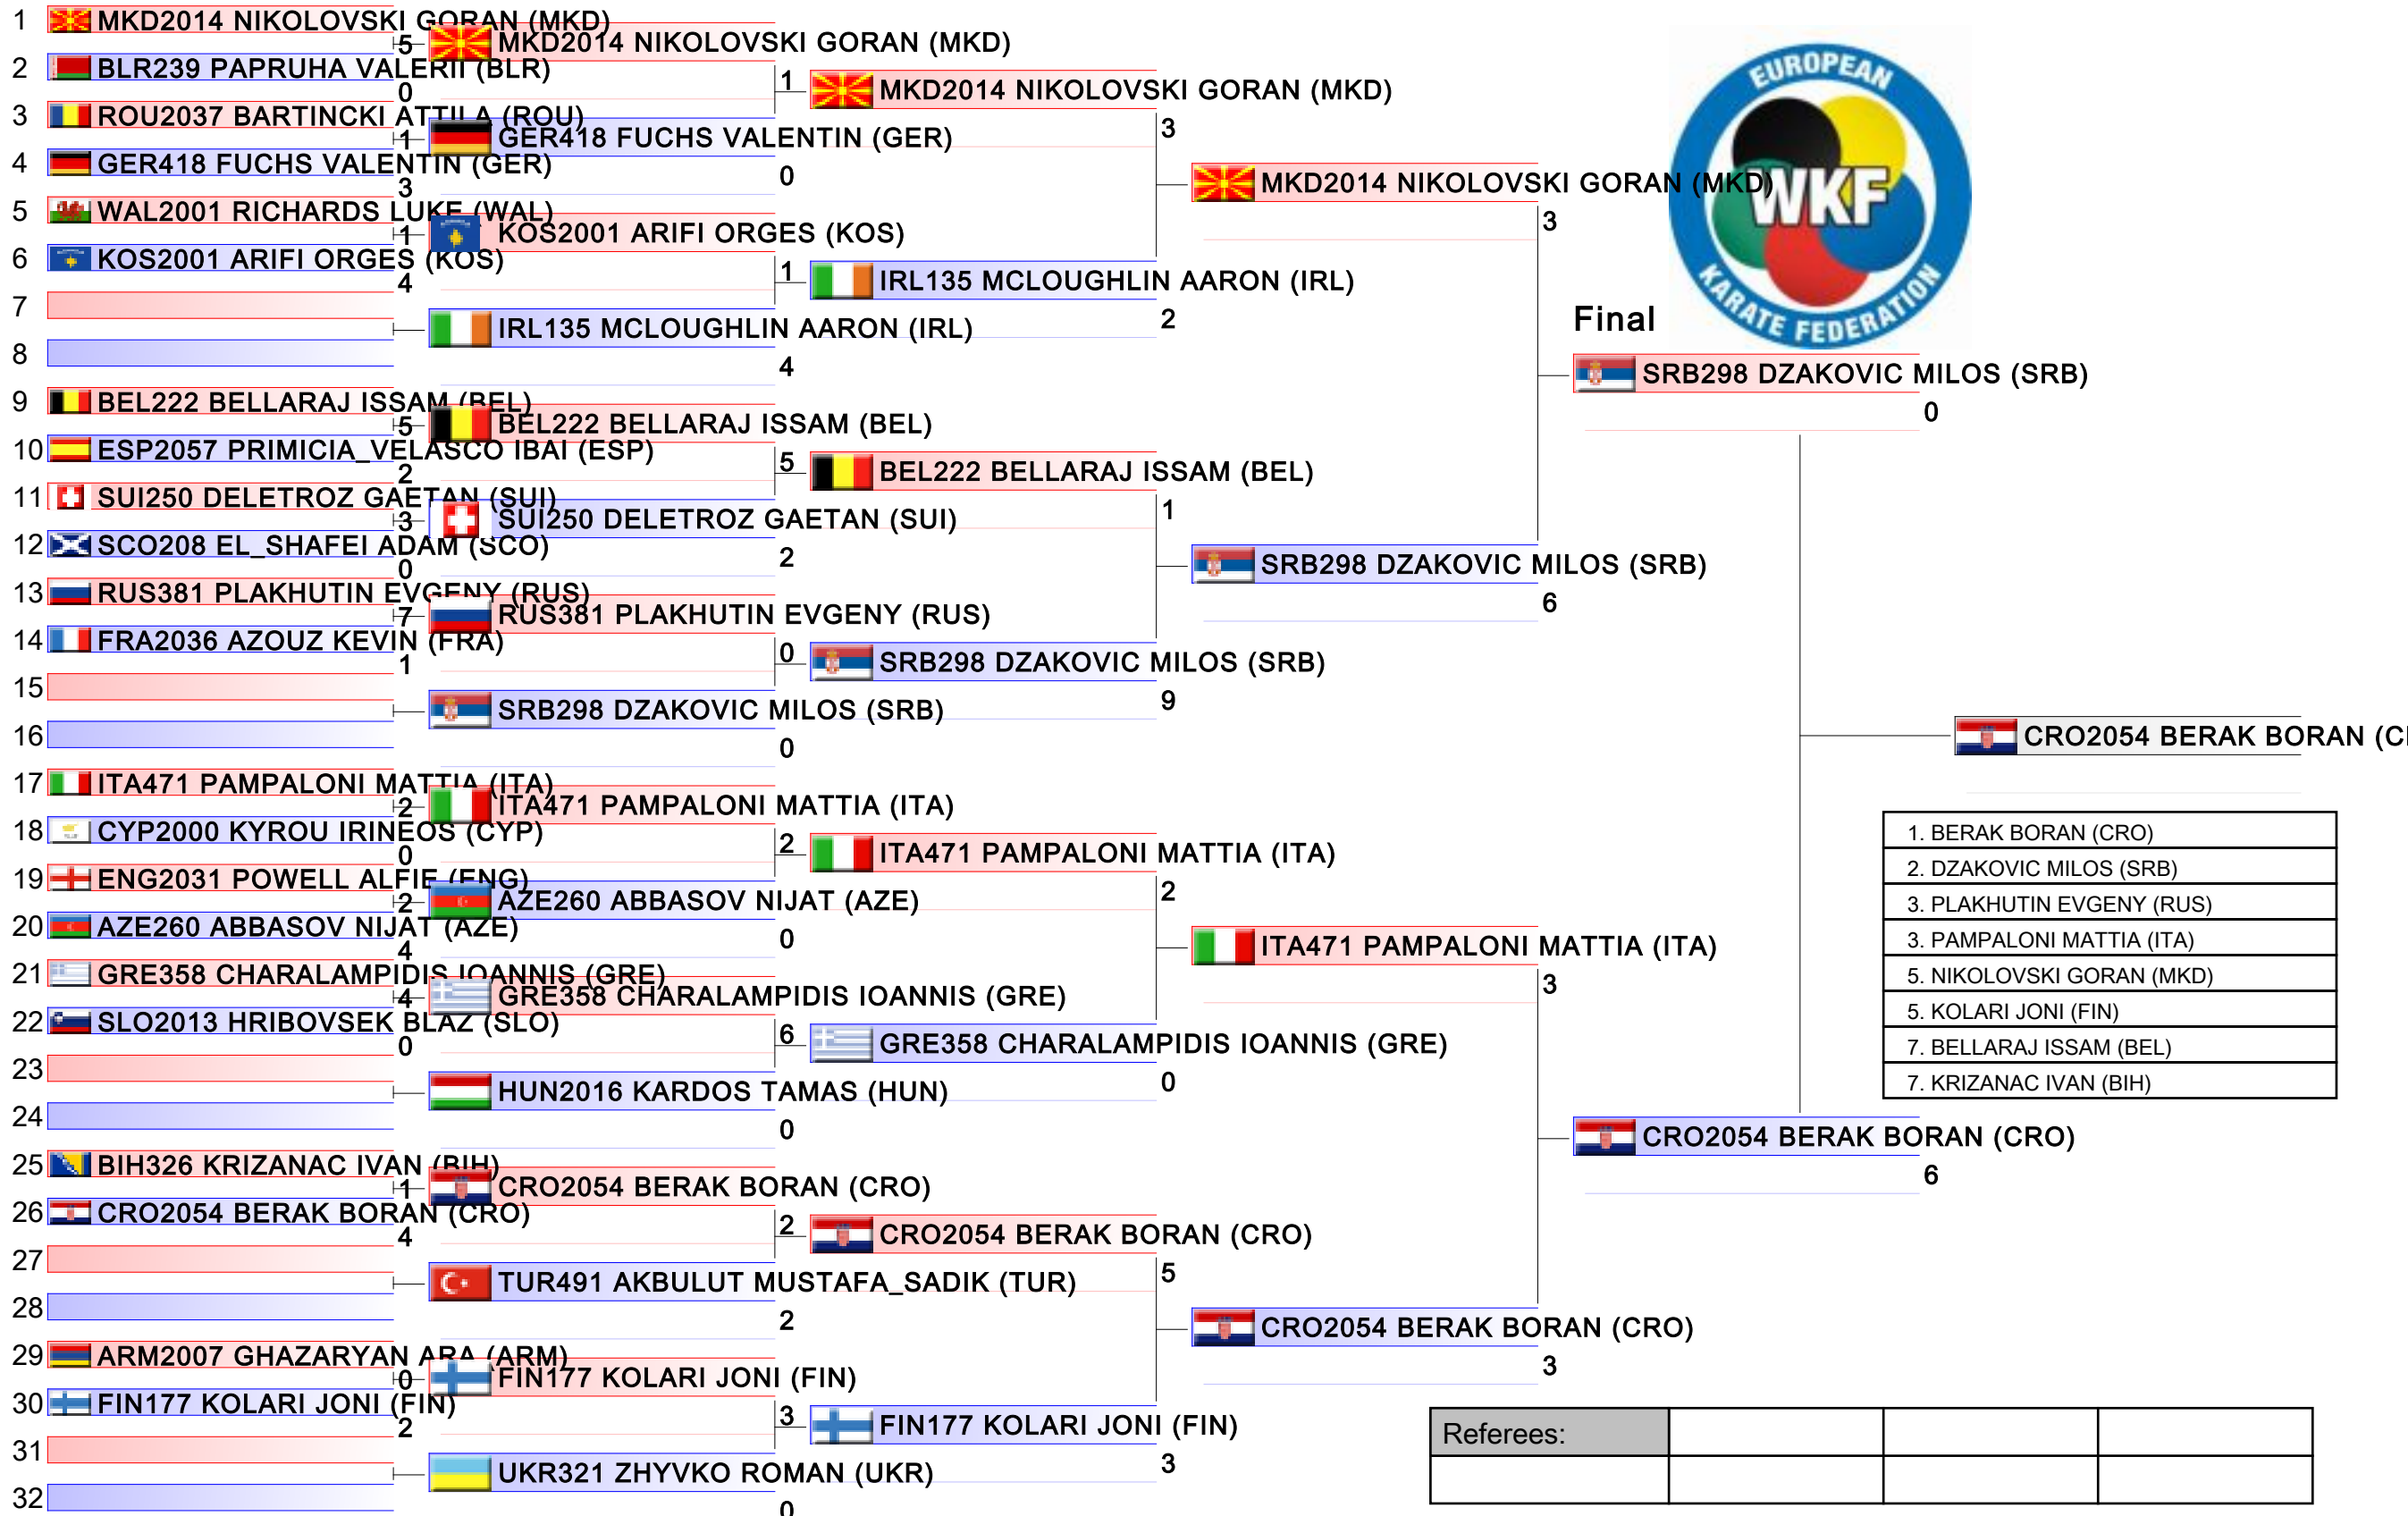 1 MKD2014 NIKOLOVSKI GORAN (MKD)
5
2 BLR239 PAPRUHA VALERII (BLR)
0
3 ROU2037 BARTINCKI ATTILA (ROU)
1
4 GER418 FUCHS VALENTIN (GER)
3
5 WAL2001 RICHARDS LUKE (WAL)
1
6 KOS2001 ARIFI ORGES (KOS)
4
7
8
9 BEL222 BELLARAJ ISSAM (BEL)
5
10 ESP2057 PRIMICIA_VELASCO IBAI (ESP)
2
11 SUI250 DELETROZ GAETAN (SUI)
3
12 SCO208 EL_SHAFEI ADAM (SCO)
0
13 RUS381 PLAKHUTIN EVGENY (RUS)
7
14 FRA2036 AZOUZ KEVIN (FRA)
1
15
16
17 ITA471 PAMPALONI MATTIA (ITA)
2
18 CYP2000 KYROU IRINEOS (CYP)
0
19 ENG2031 POWELL ALFIE (ENG)
2
20 AZE260 ABBASOV NIJAT (AZE)
4
21 GRE358 CHARALAMPIDIS IOANNIS (GRE)
4
22 SLO2013 HRIBOVSEK BLAZ (SLO)
0
23
24
25 BIH326 KRIZANAC IVAN (BIH)
1
26 CRO2054 BERAK BORAN (CRO)
4
27
28
29 ARM2007 GHAZARYAN ARA (ARM)
0
30 FIN177 KOLARI JONI (FIN)
2
31
32
MKD2014 NIKOLOVSKI GORAN (MKD)
1
GER418 FUCHS VALENTIN (GER)
0
KOS2001 ARIFI ORGES (KOS)
1
IRL135 MCLOUGHLIN AARON (IRL)
4
BEL222 BELLARAJ ISSAM (BEL)
5
SUI250 DELETROZ GAETAN (SUI)
2
RUS381 PLAKHUTIN EVGENY (RUS)
0
SRB298 DZAKOVIC MILOS (SRB)
0
ITA471 PAMPALONI MATTIA (ITA)
2
AZE260 ABBASOV NIJAT (AZE)
0
GRE358 CHARALAMPIDIS IOANNIS (GRE)
6
HUN2016 KARDOS TAMAS (HUN)
0
CRO2054 BERAK BORAN (CRO)
2
TUR491 AKBULUT MUSTAFA_SADIK (TUR)
2
FIN177 KOLARI JONI (FIN)
3
UKR321 ZHYVKO ROMAN (UKR)
0
MKD2014 NIKOLOVSKI GORAN (MKD)
3
IRL135 MCLOUGHLIN AARON (IRL)
2
BEL222 BELLARAJ ISSAM (BEL)
1
SRB298 DZAKOVIC MILOS (SRB)
9
ITA471 PAMPALONI MATTIA (ITA)
2
GRE358 CHARALAMPIDIS IOANNIS (GRE)
0
CRO2054 BERAK BORAN (CRO)
5
FIN177 KOLARI JONI (FIN)
3
MKD2014 NIKOLOVSKI GORAN (MKD)
3
SRB298 DZAKOVIC MILOS (SRB)
6
ITA471 PAMPALONI MATTIA (ITA)
3
CRO2054 BERAK BORAN (CRO)
3
EUROPEAN
WKF
KARATE FEDERATION
Final
SRB298 DZAKOVIC MILOS (SRB)
0
CRO2054 BERAK BORAN (CRO)
6
CRO2054 BERAK BORAN (C
1. BERAK BORAN (CRO)
2. DZAKOVIC MILOS (SRB)
3. PLAKHUTIN EVGENY (RUS)
3. PAMPALONI MATTIA (ITA)
5. NIKOLOVSKI GORAN (MKD)
5. KOLARI JONI (FIN)
7. BELLARAJ ISSAM (BEL)
7. KRIZANAC IVAN (BIH)
Referees: